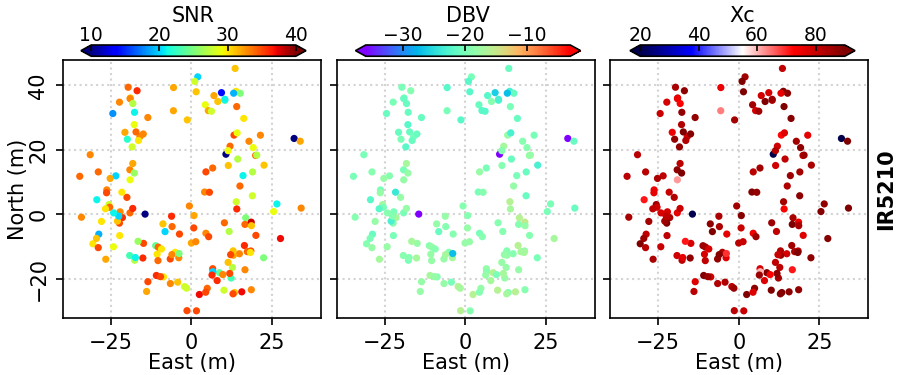 SNR DBV Xc
10 20 30 40 −30 −20 −10 20 40 60 80
40
20
0
−20
North (m)
IR5210
−25 0 25 −25 0 25 −25 0 25
East (m) East (m) East (m)